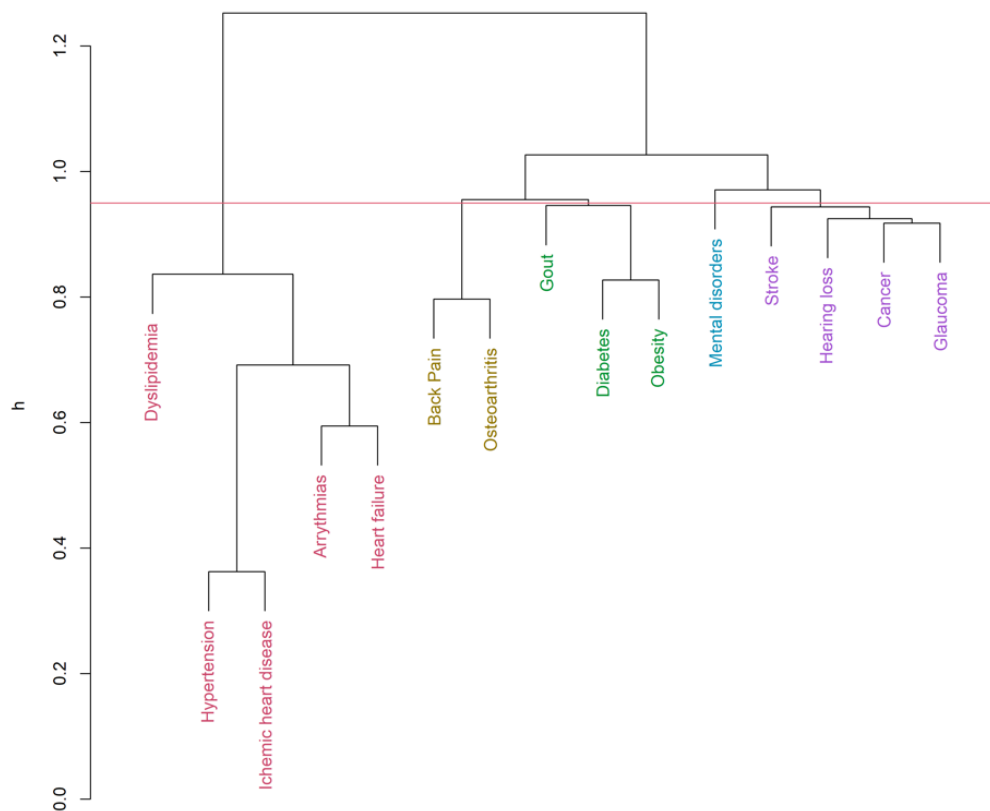 h
0.0
0.2
0.4
0.6
0.8
1.0
1.2
Dyslipidemia
Hypertension
Ichemic heart disease
Arrythmias
Heart failure
Back Pain
Osteoarthritis
Gout
Diabetes
Obesity
Mental disorders
Stroke
Hearing loss
Cancer
Glaucoma